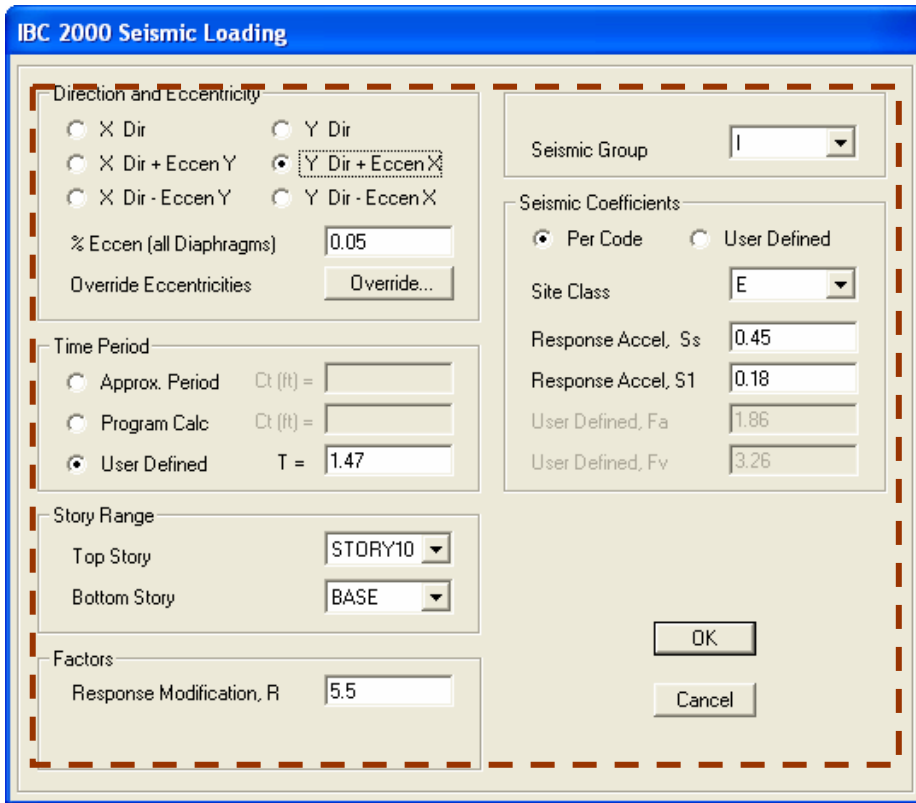 IBC 2000 Seismic Loading
Direction and Eccentricity
X Dir
Y Dir
X Dir + Eccen Y
Y Dir + Eccen X
X Dir - Eccen Y
Y Dir - Eccen X
% Eccen (all Diaphragms) 0.05
Override Eccentricities Override...
Time Period
Approx. Period Ct (ft) =
Program Calc Ct (ft) =
User Defined T = 1.47
Story Range
Top Story STORY10
Bottom Story BASE
Factors
Response Modification, R 5.5
Seismic Group I
Seismic Coefficients
Per Code User Defined
Site Class E
Response Accel, Ss 0.45
Response Accel, S1 0.18
User Defined, Fa 1.86
User Defined, Fv 3.26
OK
Cancel